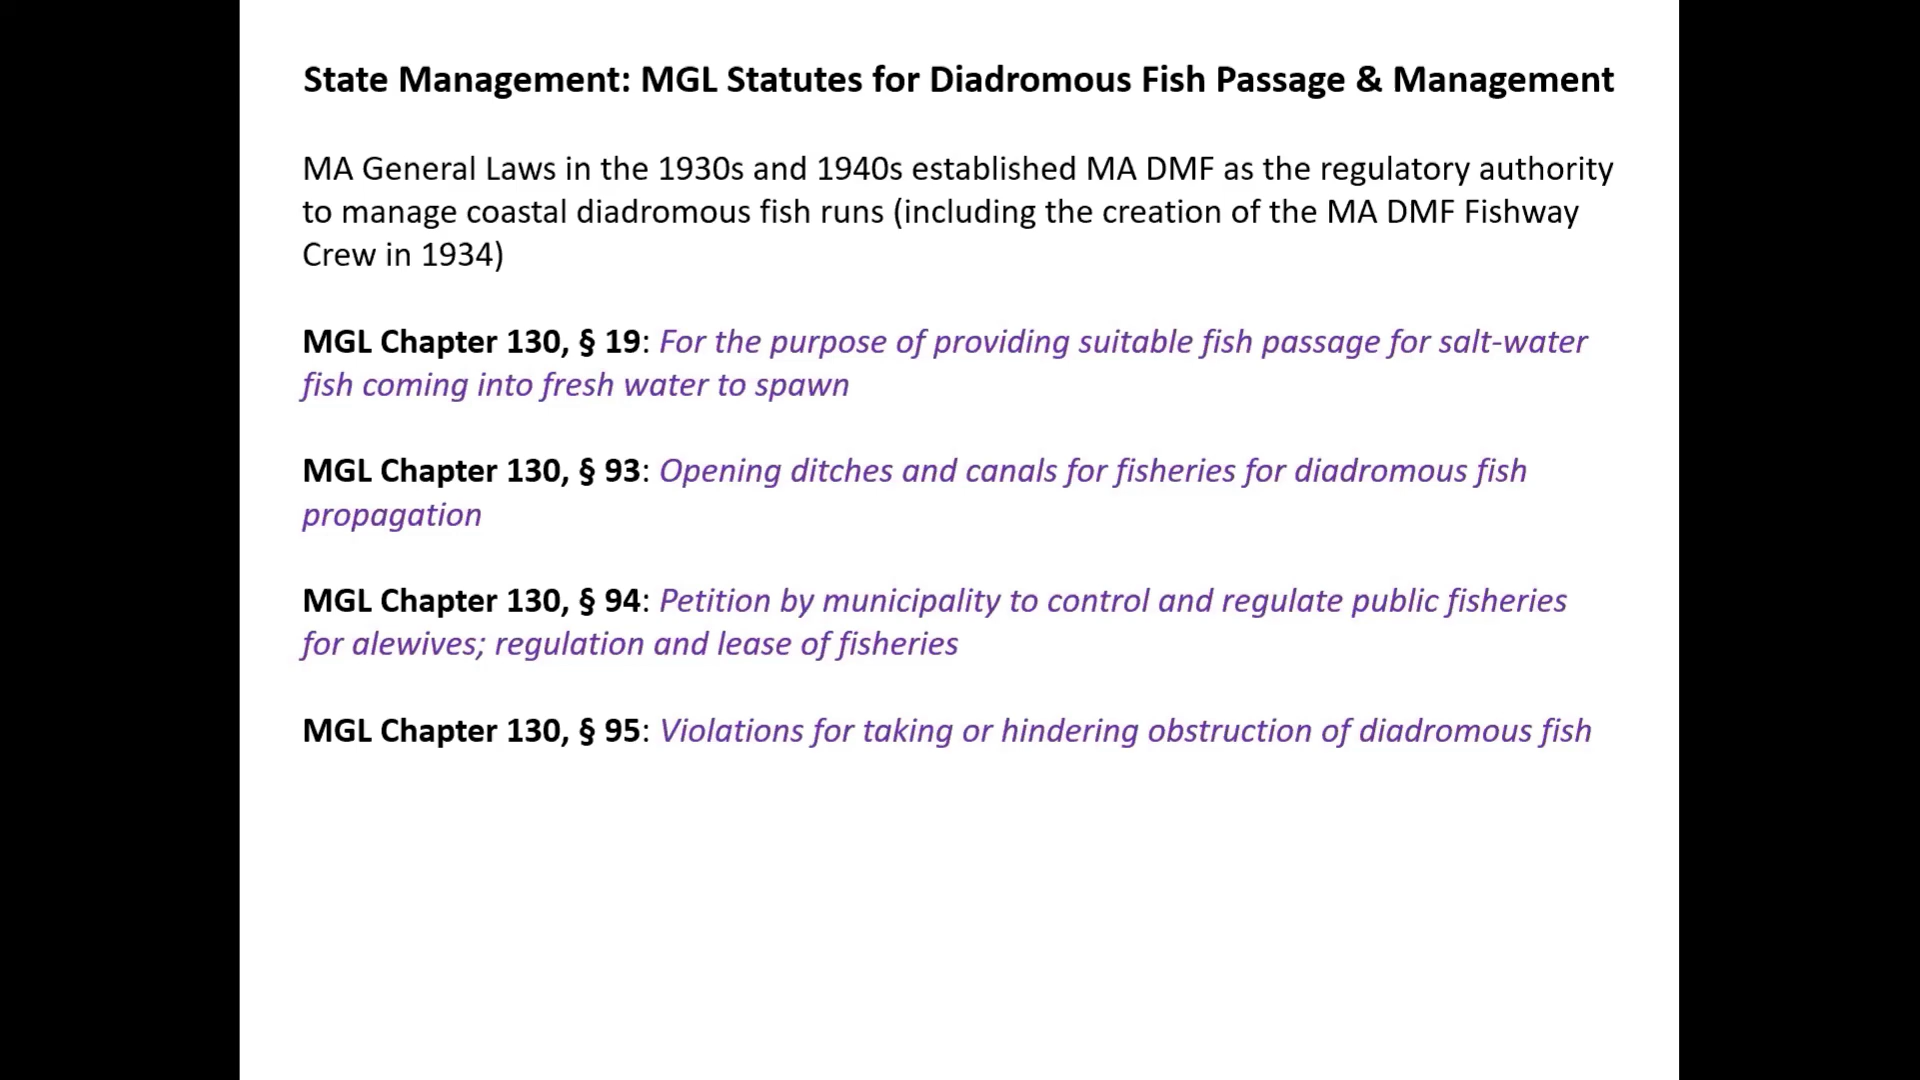 State Management: MGL Statutes for Diadromous Fish Passage & Management
MA General Laws in the 1930s and 1940s established MA DMF as the regulatory authority
to manage coastal diadromous fish runs (including the creation of the MA DMF Fishway
Crew in 1934)
MGL Chapter 130, § 19: For the purpose of providing suitable fish passage for salt-water
fish coming into fresh water to spawn
MGL Chapter 130, § 93: Opening ditches and canals for fisheries for diadromous fish
propagation
MGL Chapter 130, § 94: Petition by municipality to control and regulate public fisheries
for alewives; regulation and lease of fisheries
MGL Chapter 130, § 95: Violations for taking or hindering obstruction of diadromous fish